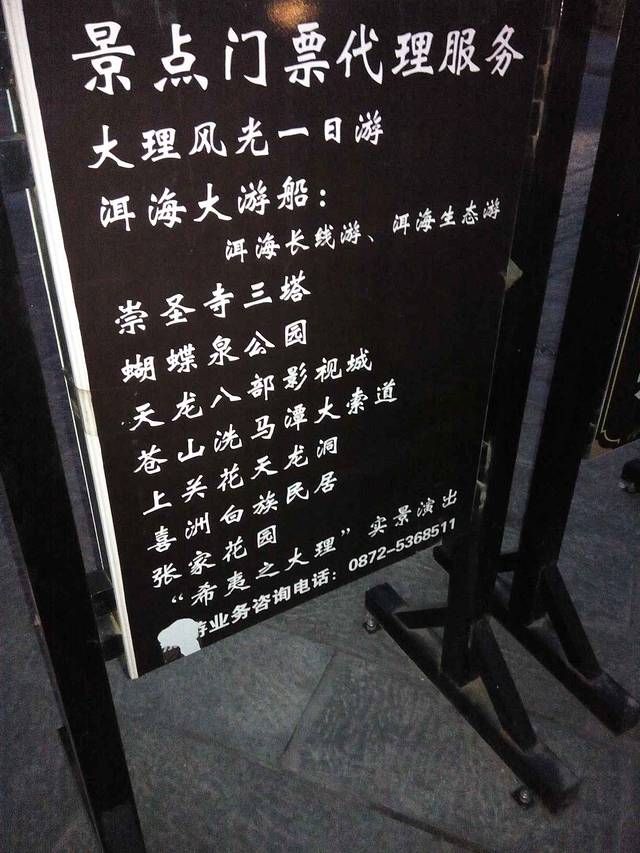 景点门票代理服务
大理风光一日游
洱海大游船：
洱海长线游、洱海生态游
崇圣寺三塔
蝴蝶泉公园
天龙八部影视城
苍山洗马潭大索道
上关花天龙洞
喜洲白族民居
张家花园
“希夷之大理”实景演出
游业务咨询电话：0872-5368511